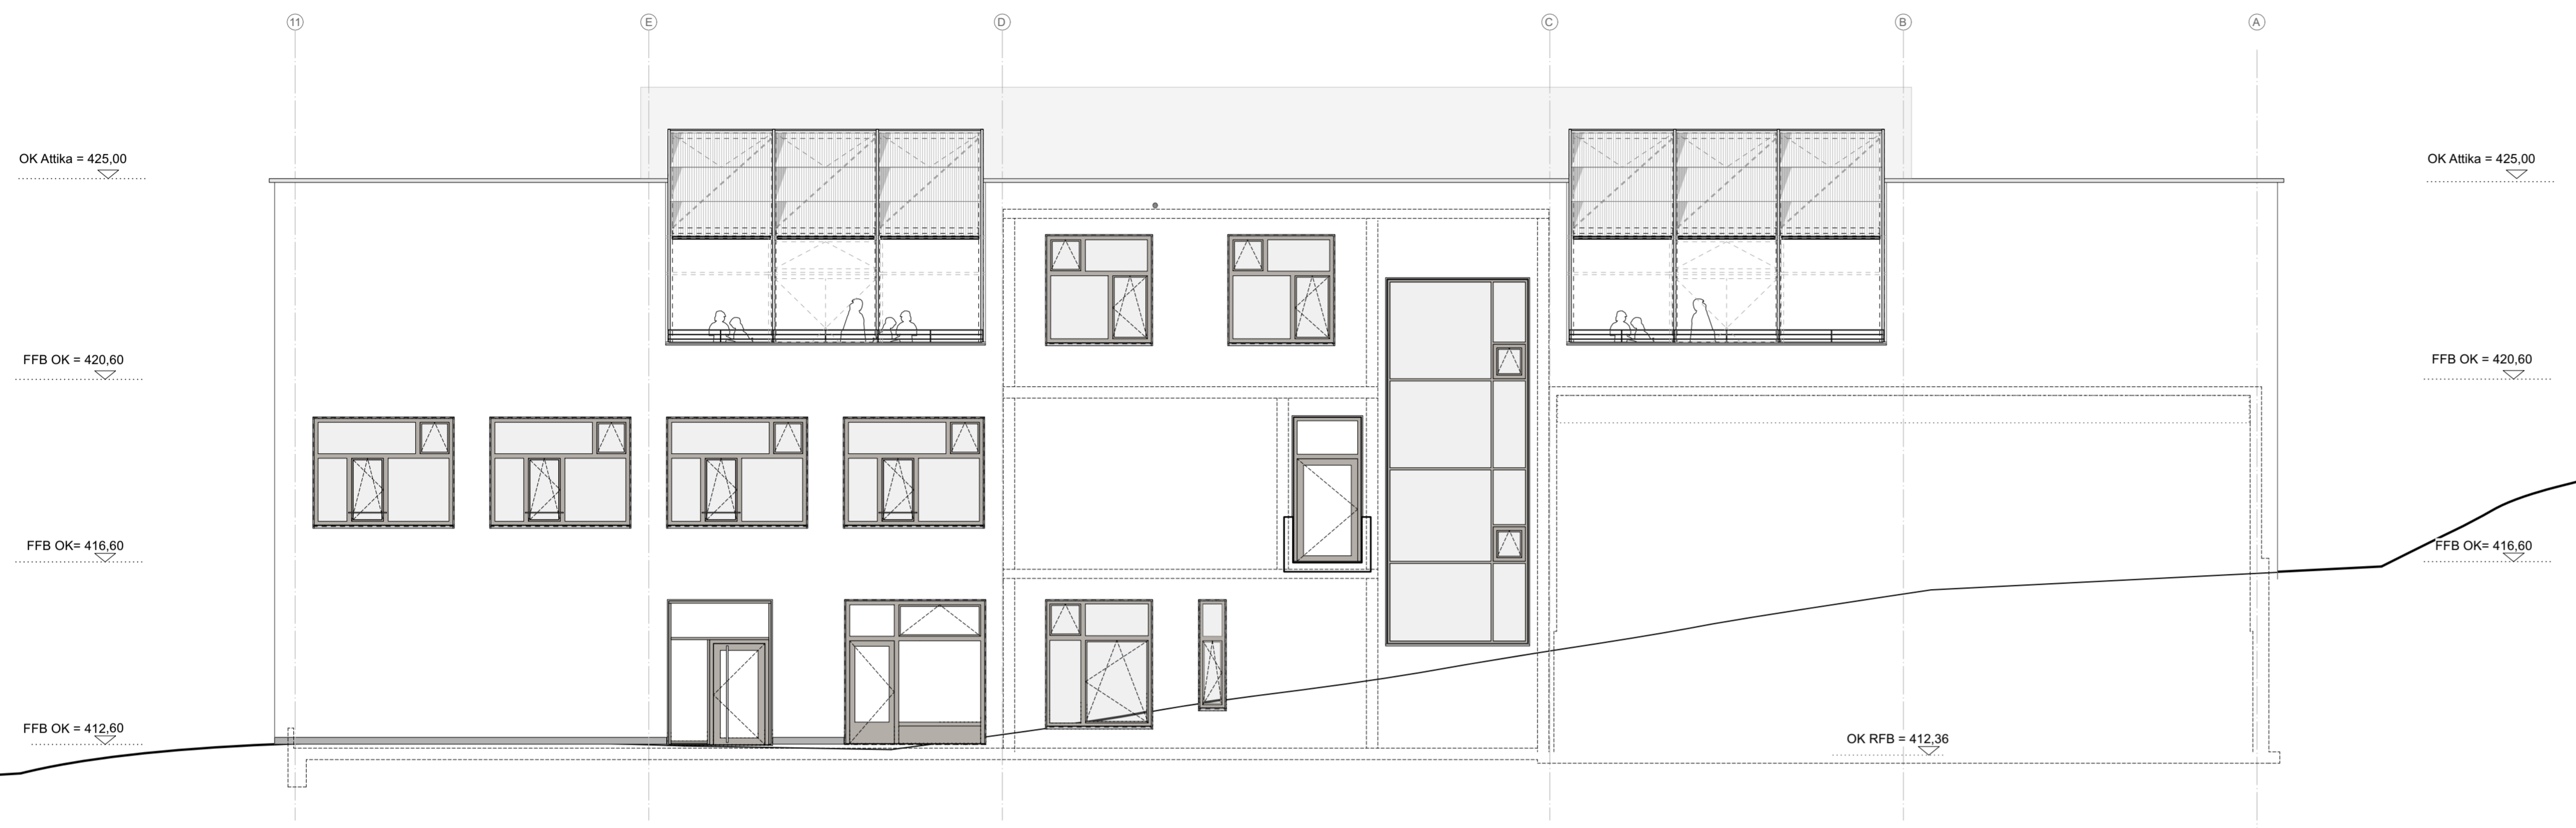 11 E D C B A
OK Attika = 425,00
OK Attika = 425,00
FFB OK = 420,60
FFB OK = 420,60
FFB OK= 416,60
FFB OK= 416,60
FFB OK = 412,60
OK RFB = 412,36